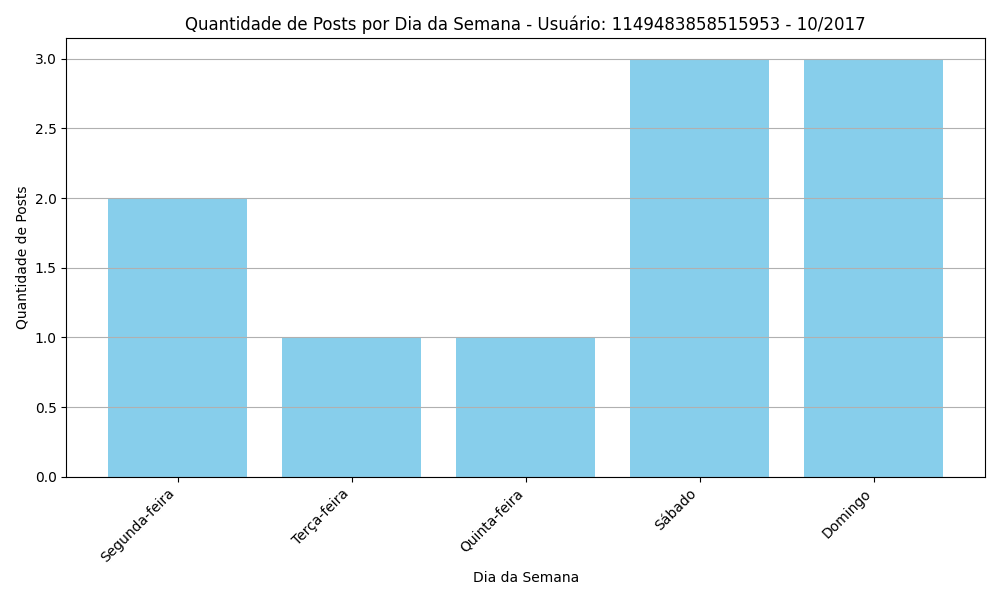 Quantidade de Posts por Dia da Semana - Usuário: 1149483858515953 - 10/2017
Quantidade de Posts
3.0
2.5
2.0
1.5
1.0
0.5
0.0
Segunda-feira
Terça-feira
Quinta-feira
Sábado
Domingo
Dia da Semana